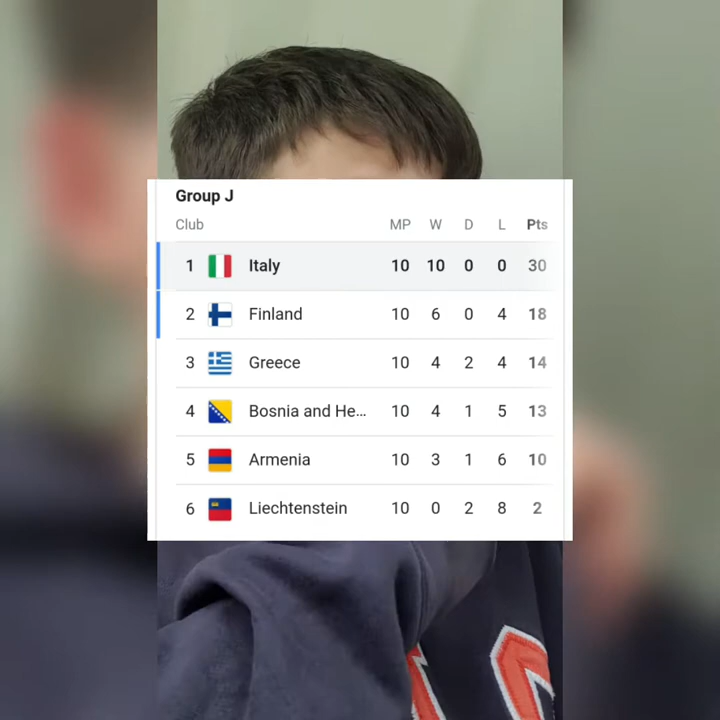 Group J
Club MP W D L Pts
1 Italy 10 10 0 0 30
2 Finland 10 6 0 4 18
3 Greece 10 4 2 4 14
4 Bosnia and He... 10 4 1 5 13
5 Armenia 10 3 1 6 10
6 Liechtenstein 10 0 2 8 2